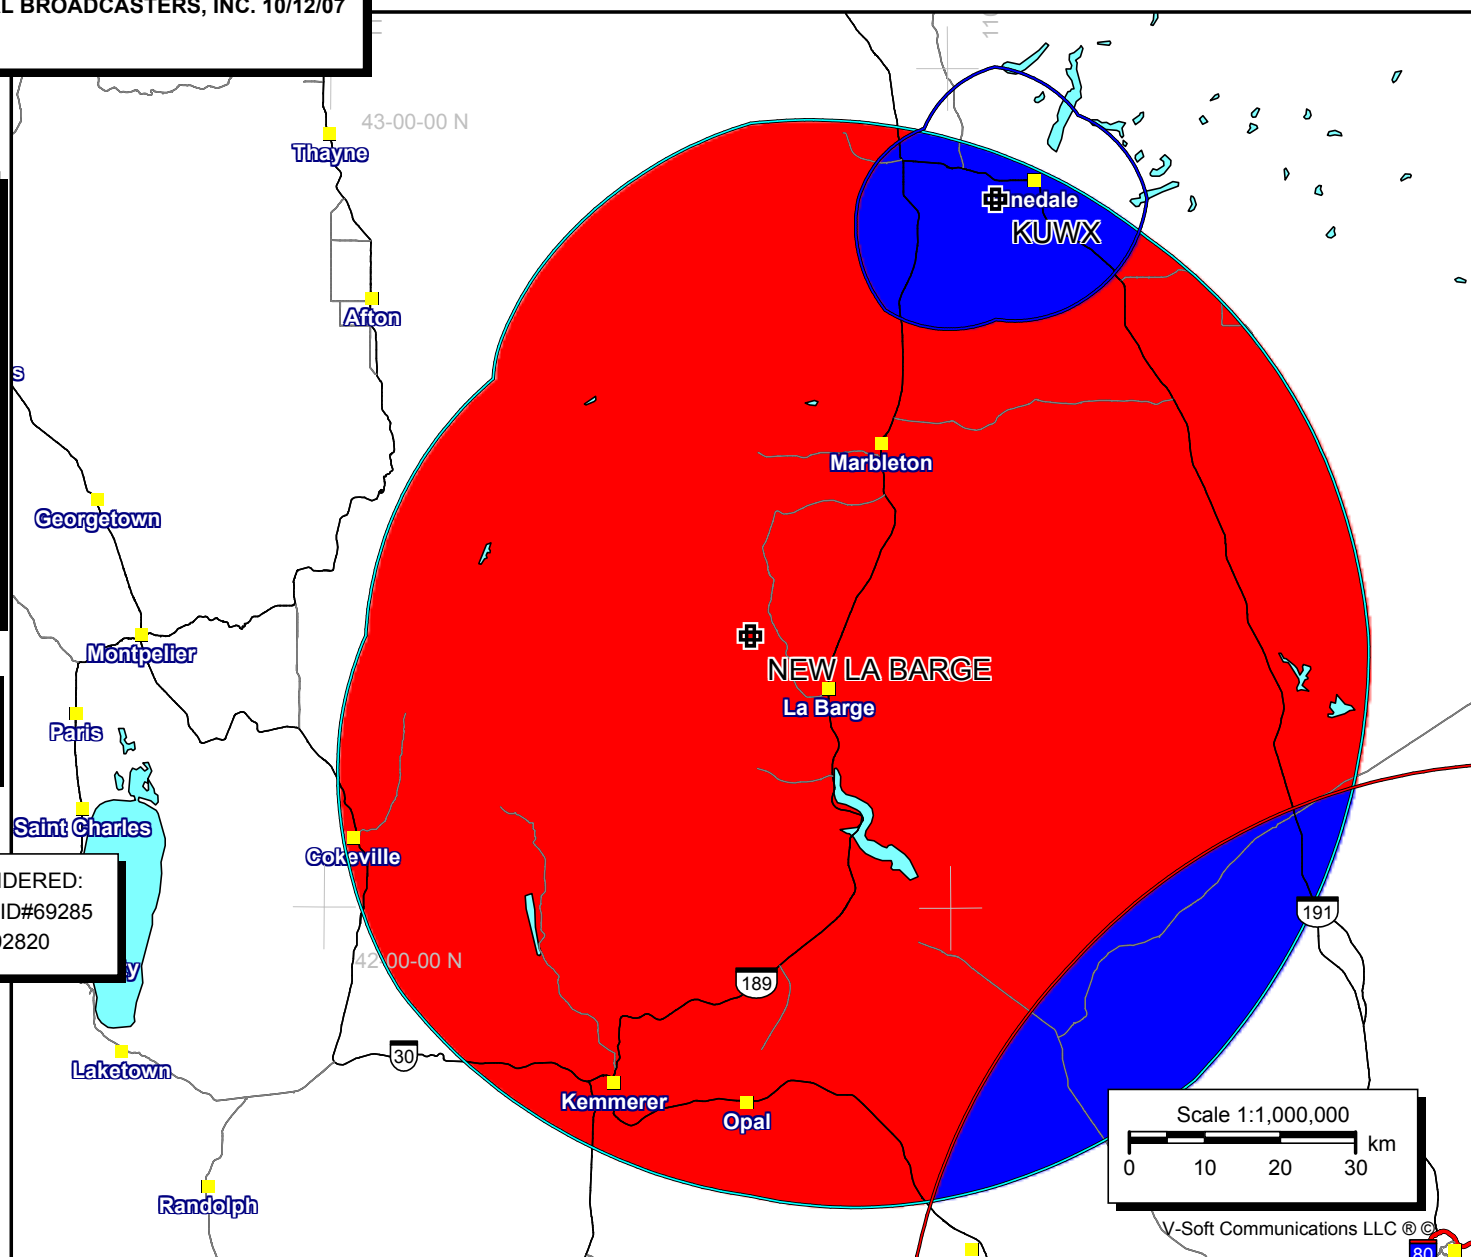 L BROADCASTERS, INC. 10/12/07
43-00-00 N
Thayne
nedale
KUWX
Afton
s
Marbleton
Georgetown
Montpelier
NEW LA BARGE
La Barge
Paris
Saint Charles
Cokeville
NDERED:
ID#69285
02820
191
y
42-00-00 N
189
30
Laketown
Kemmerer
Opal
Scale 1:1,000,000
km
0 10 20 30
Randolph
V-Soft Communications LLC ® ©
80